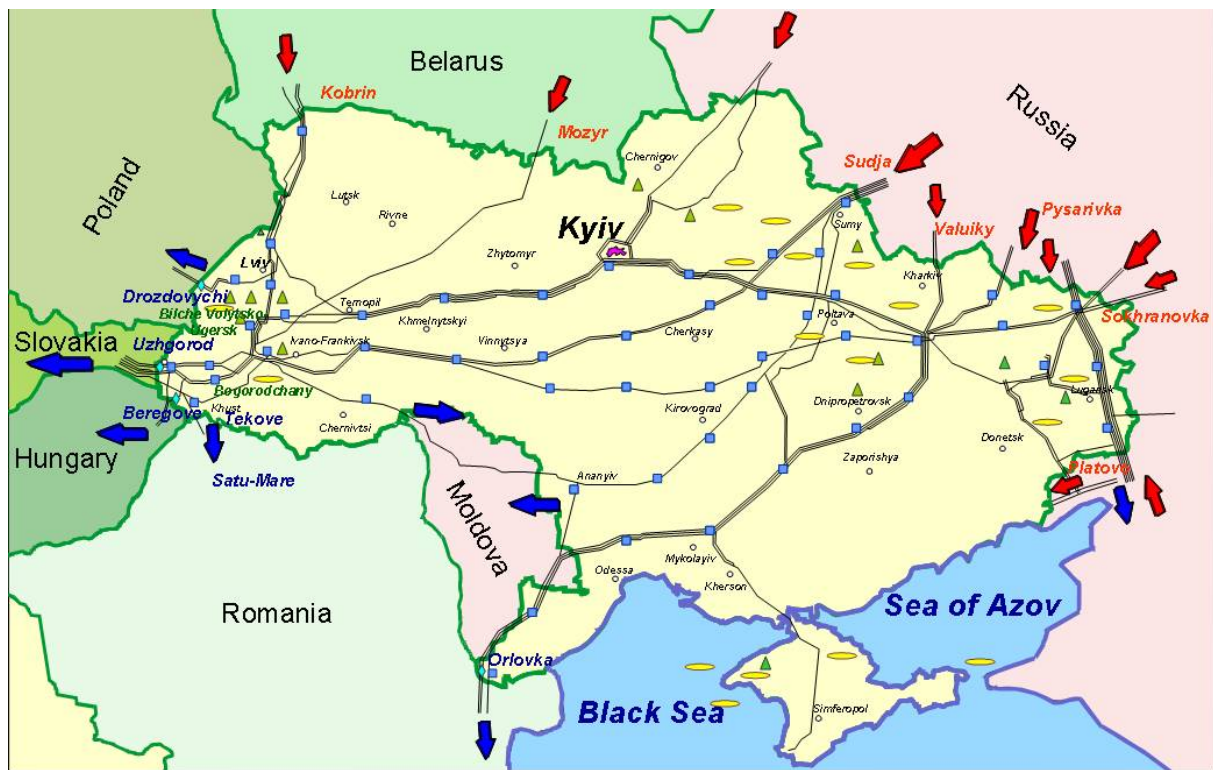 Belarus
Russia
Kobrin
Mozyr
Chernigov
Sudja
Poland
Lutsk
Rivne
Kyiv
Sumy
Valuiky
Pysarivka
Zhytomyr
Lviv
Kharkiv
Drozdovychi
Ternopil
Bilche Volytsko
Ugersk
Sokhranovka
Khmelnytskyi
Poltava
Slovakia
Uzhgorod
Ivano-Frankivsk
Vinnytsya
Cherkasy
Bogorodchany
Lugansk
Beregove
Khust
Tekove
Chernivtsi
Kirovograd
Dnipropetrovsk
Donetsk
Hungary
Satu-Mare
Ananyiv
Zaporishya
Platovo
Moldova
Mykolayiv
Odessa
Kherson
Romania
Sea of Azov
Orlovka
Black Sea
Simferopol